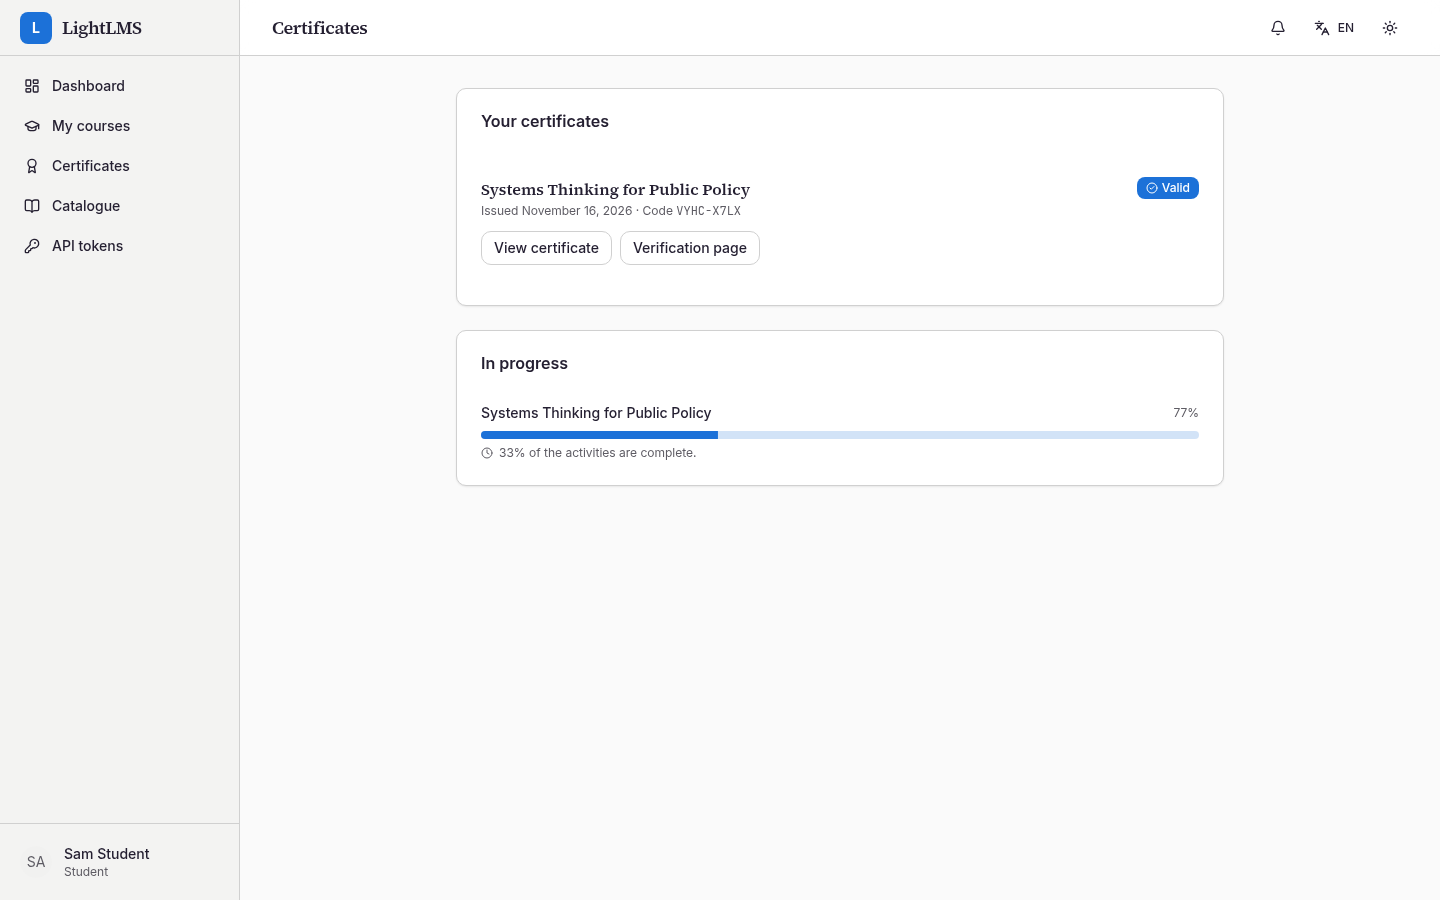 L LightLMS
Certificates
EN
Dashboard
My courses
Certificates
Catalogue
API tokens
Your certificates
Systems Thinking for Public Policy
Valid
Issued November 16, 2026 · Code VYHC-X7LX
View certificate
Verification page
In progress
Systems Thinking for Public Policy
77%
33% of the activities are complete.
SA
Sam Student
Student